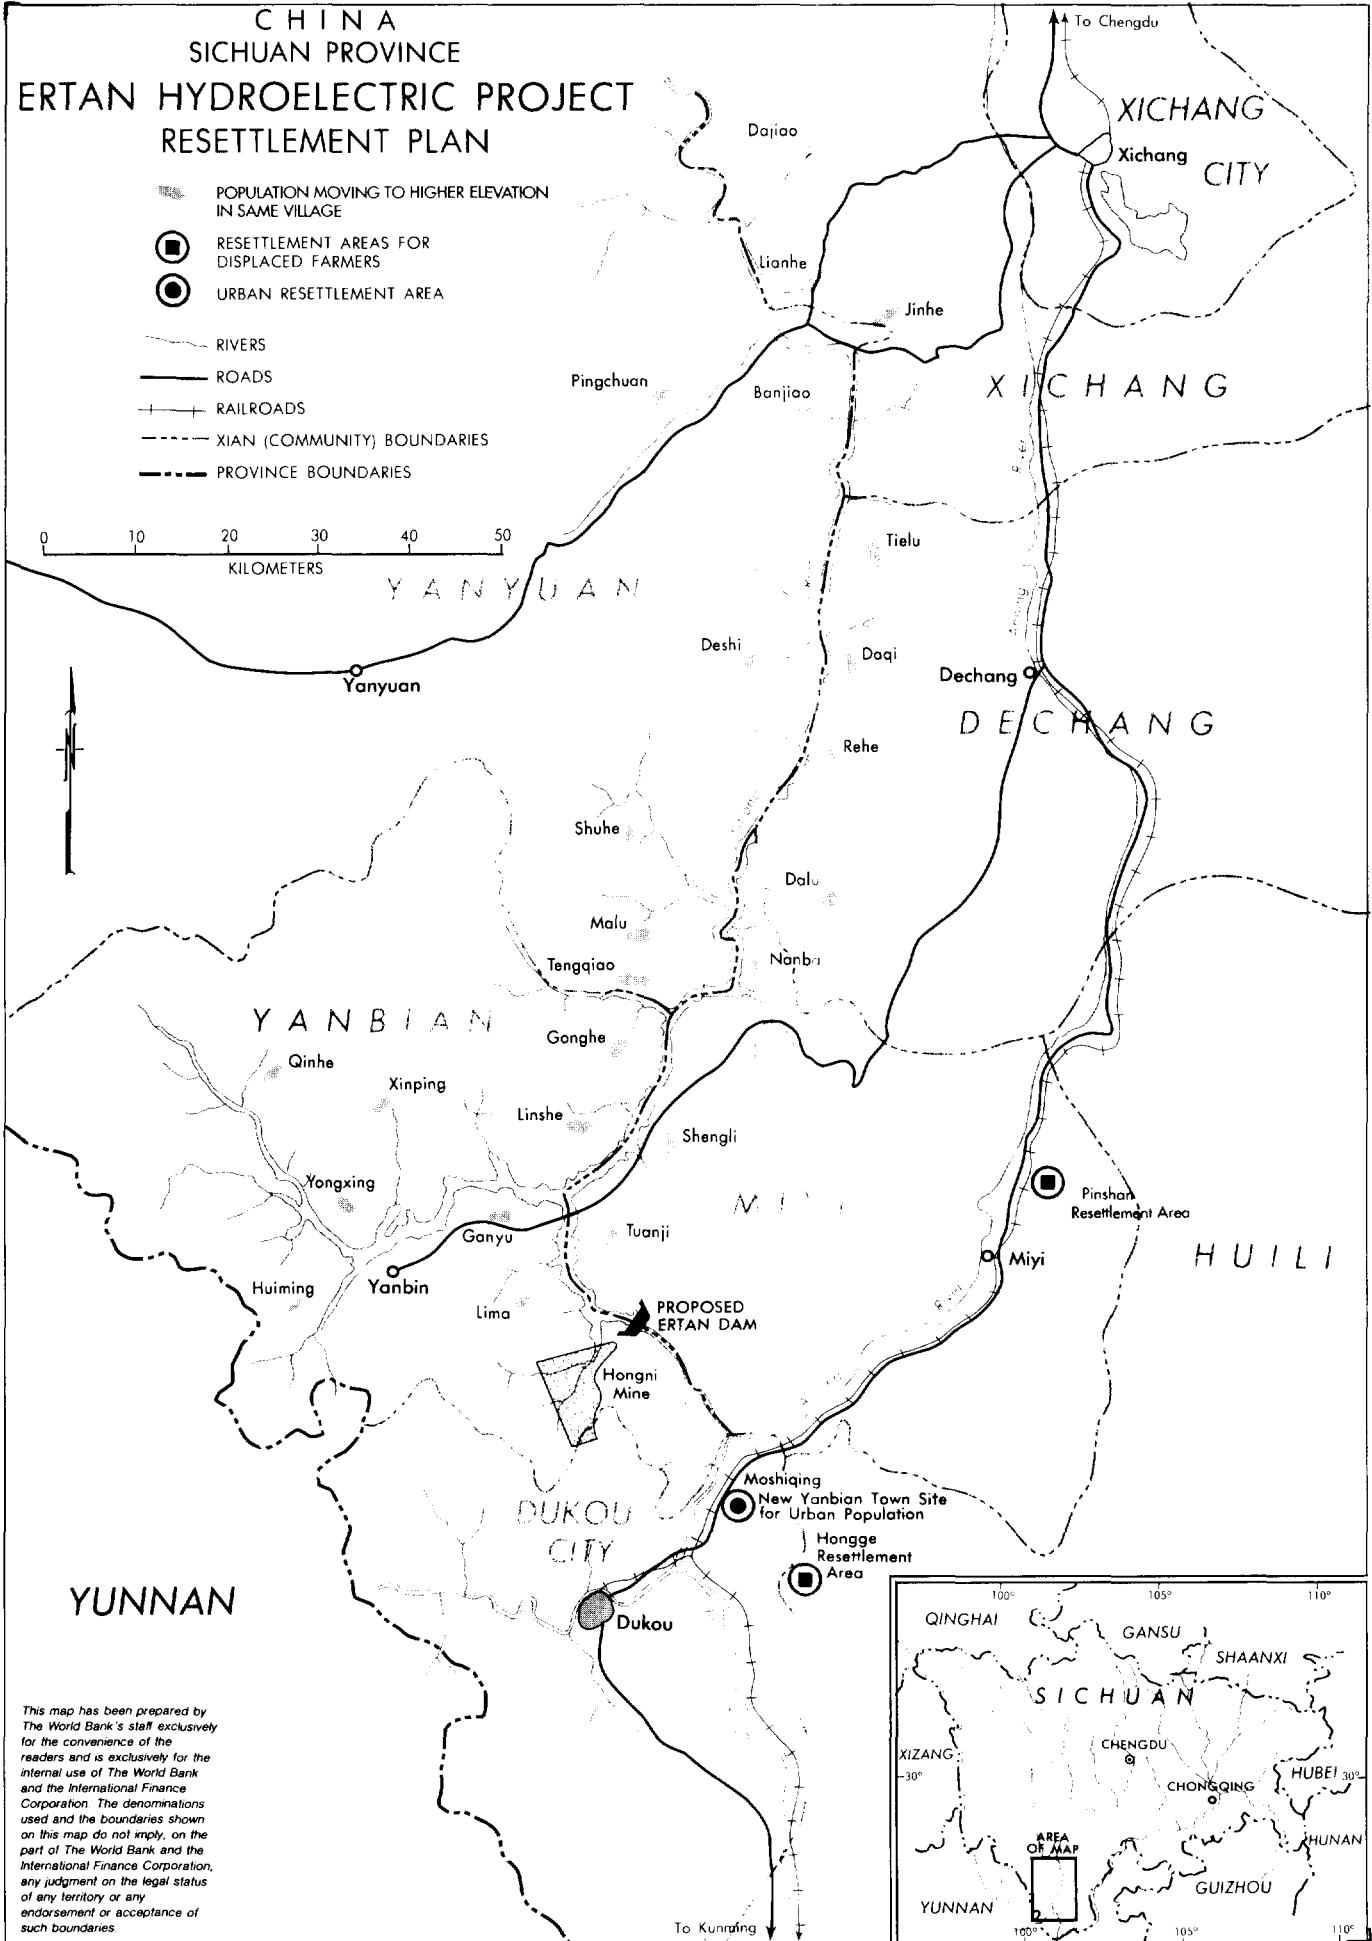 CHINA
SICHUAN PROVINCE
ERTAN HYDROELECTRIC PROJECT
RESETTLEMENT PLAN
POPULATION MOVING TO HIGHER ELEVATION
IN SAME VILLAGE
RESETTLEMENT AREAS FOR
DISPLACED FARMERS
URBAN RESETTLEMENT AREA
RIVERS
ROADS
RAILROADS
XIAN (COMMUNITY) BOUNDARIES
PROVINCE BOUNDARIES
0 10 20 30 40 50
KILOMETERS
N
To Chengdu
XICHANG
CITY
Xichang
Dajiao
Lianhe
Jinhe
Pingchuan
Banjiao
XICHANG
Tielu
YANYUAN
Yanyuan
Deshi
Daqi
Dechang
DECHANG
Rehe
Shuhe
Dalu
Malu
Tengqiao
Nanba
YANBIAN
Gonghe
Qinhe
Xinping
Linshe
Shengli
Yongxing
MIYI
Pinshan
Resettlement Area
Ganyu
Tuanji
Miyi
HUILI
Huiming
Yanbin
Lima
PROPOSED
ERTAN DAM
Hongni
Mine
Moshiqing
New Yanbian Town Site
for Urban Population
DUKOU
CITY
Hongge
Resettlement
Area
YUNNAN
Dukou
To Kunming
This map has been prepared by
The World Bank's staff exclusively
for the convenience of the
readers and is exclusively for the
internal use of The World Bank
and the International Finance
Corporation. The denominations
used and the boundaries shown
on this map do not imply, on the
part of The World Bank and the
International Finance Corporation,
any judgment on the legal status
of any territory or any
endorsement or acceptance of
such boundaries.
100° 105° 110°
QINGHAI
GANSU
SHAANXI
SICHUAN
XIZANG
CHENGDU
30°
HUBEI 30°
CHONGQING
AREA
OF MAP
HUNAN
GUIZHOU
YUNNAN
100° 105° 110°